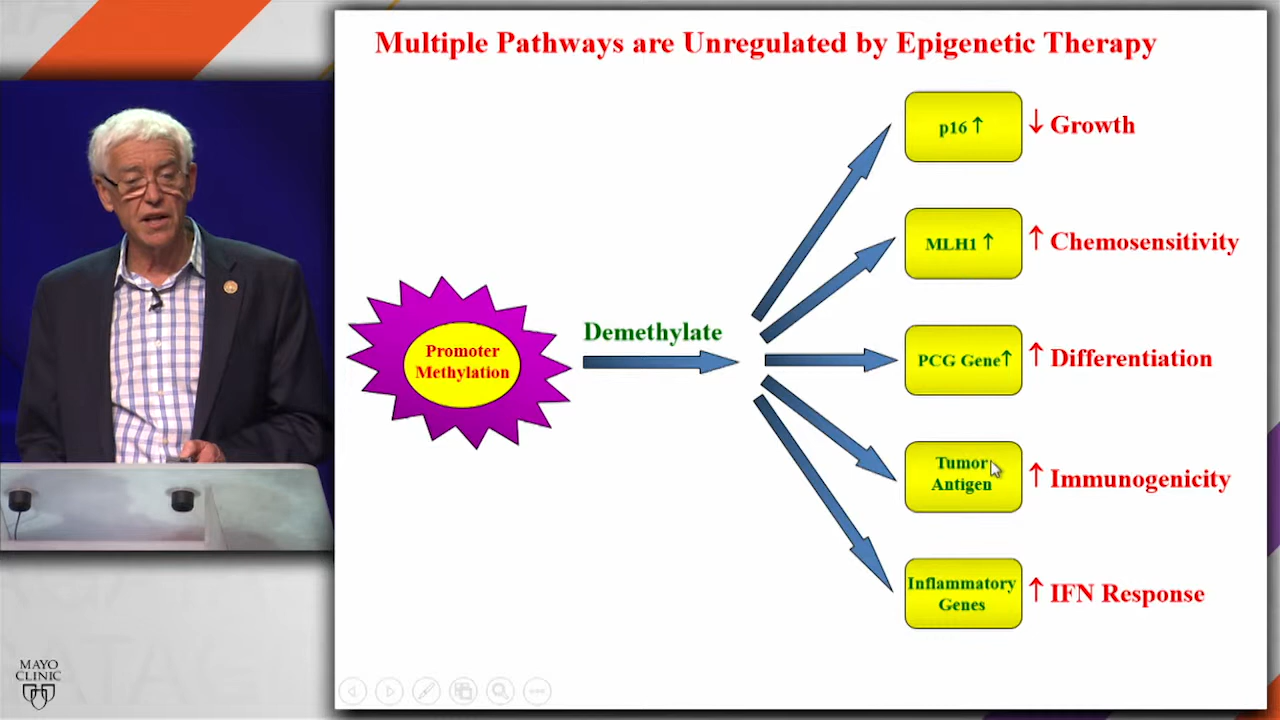 Multiple Pathways are Unregulated by Epigenetic Therapy
p16 ↑
↓ Growth
MLH1 ↑
↑ Chemosensitivity
Promoter
Methylation
Demethylate
PCG Gene↑
↑ Differentiation
Tumor
Antigen
↑ Immunogenicity
Inflammatory
Genes
↑ IFN Response
MAYO
CLINIC